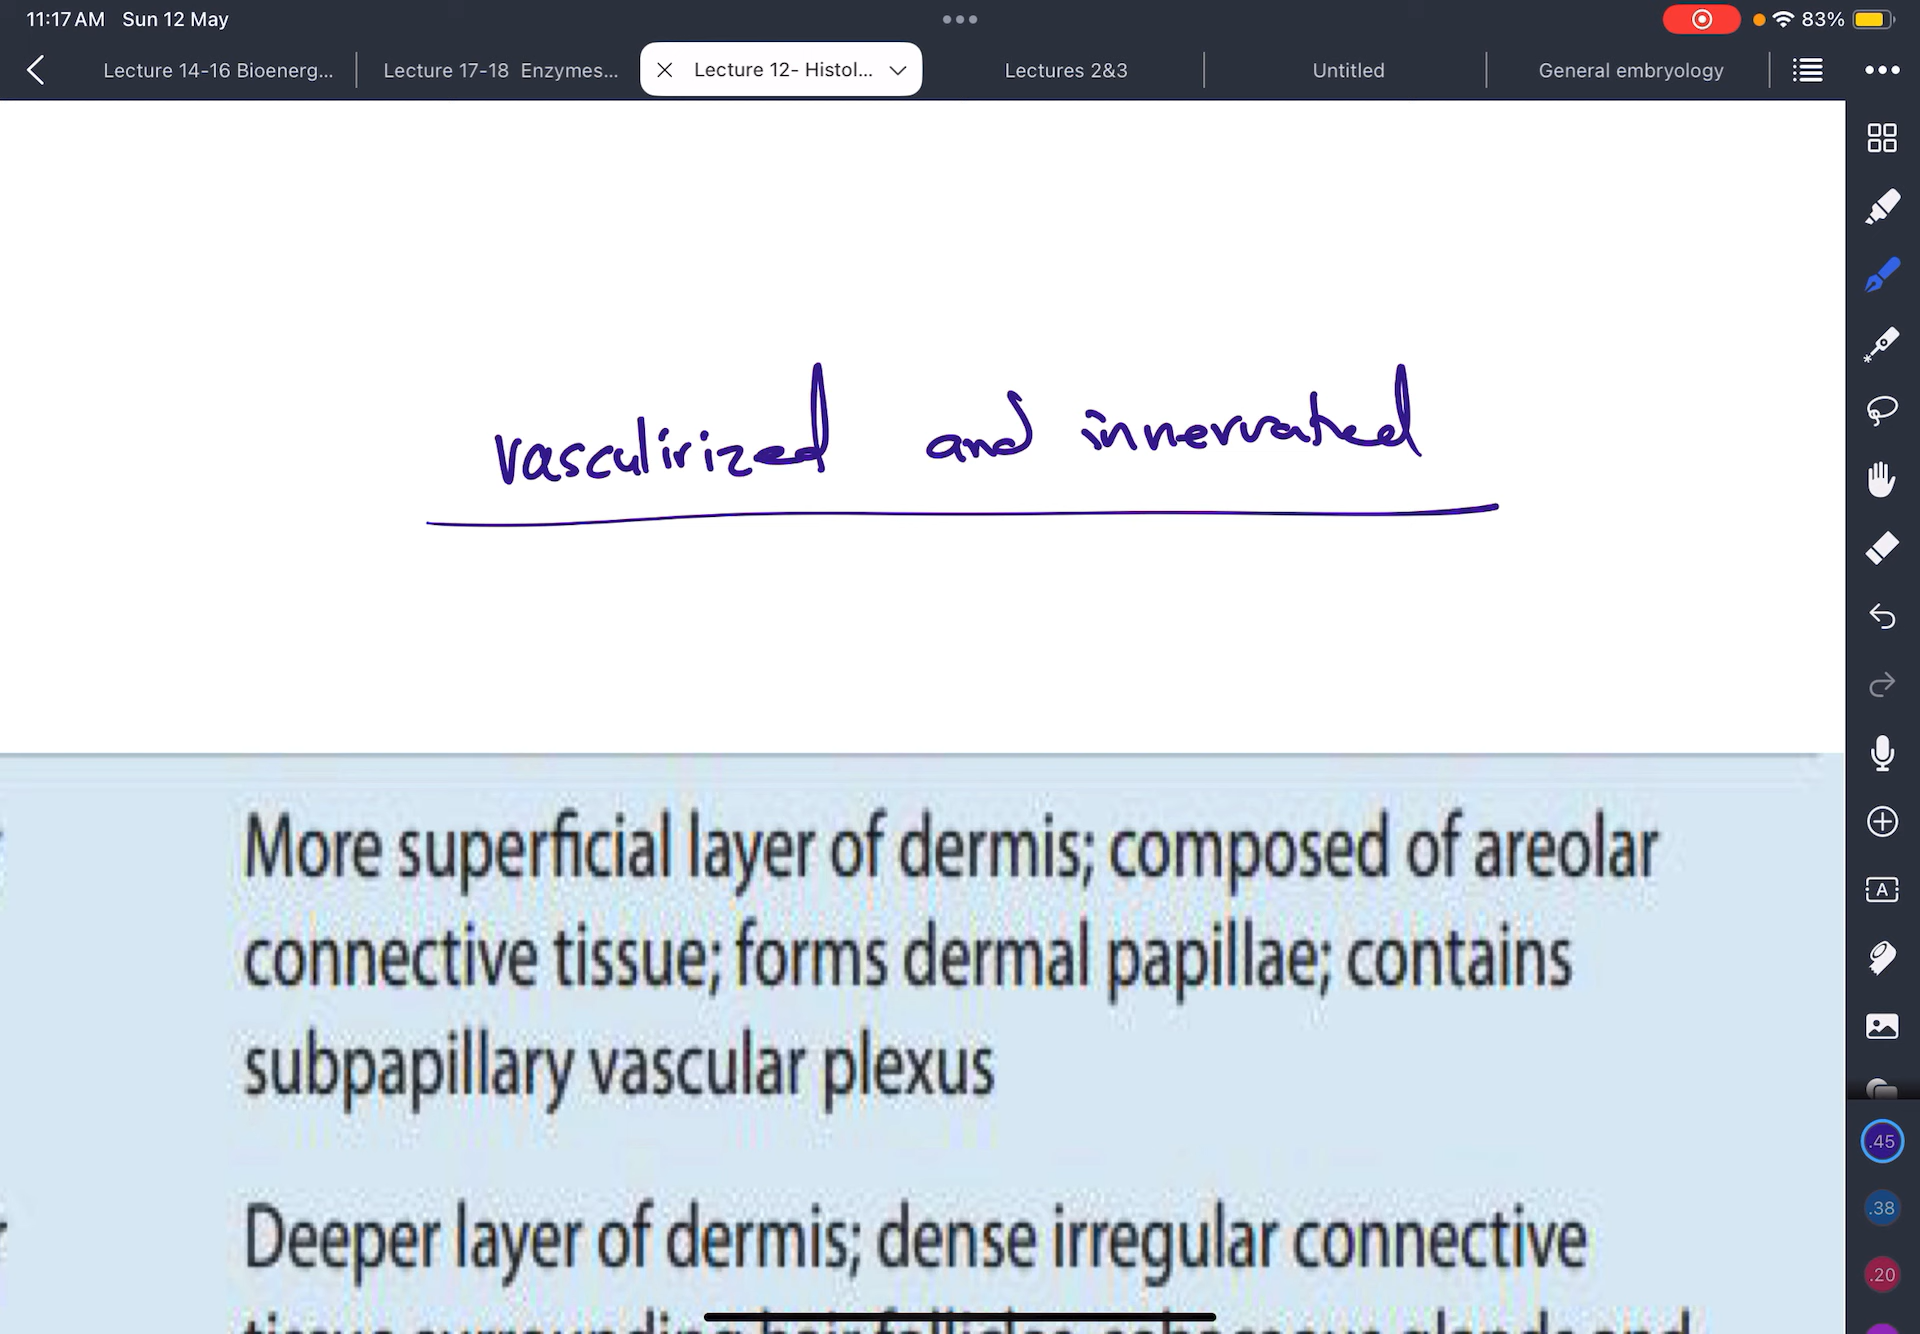 11:17 AM Sun 12 May
83%
Lecture 14-16 Bioenerg... Lecture 17-18 Enzymes... Lecture 12- Histol... Lectures 2&3 Untitled General embryology
vasculirized and innervated
More superficial layer of dermis; composed of areolar
connective tissue; forms dermal papillae; contains
subpapillary vascular plexus
Deeper layer of dermis; dense irregular connective
A
.45
.38
.20